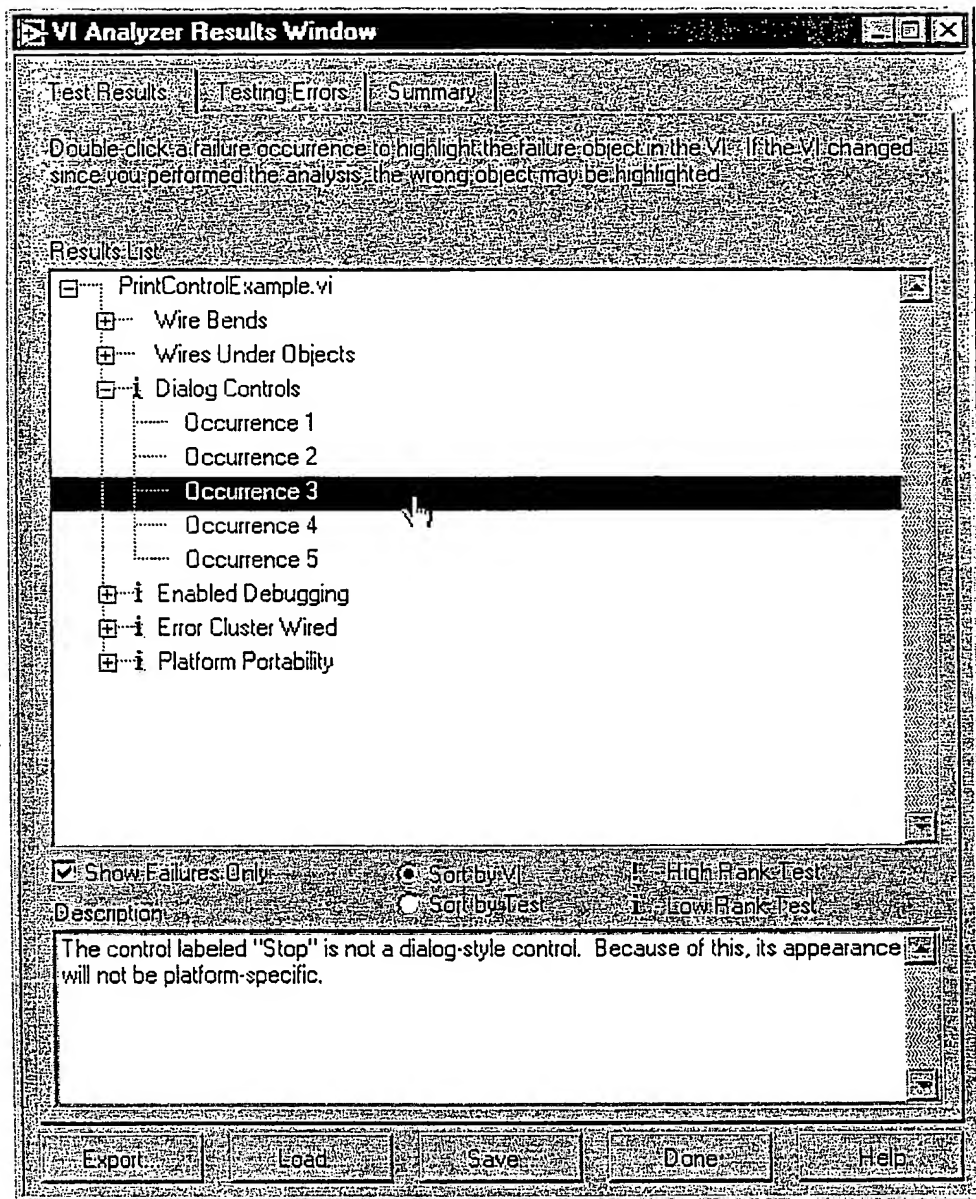 VI Analyzer Results Window
Test Results Testing Errors Summary
Double-click a failure occurrence to highlight the failure object in the VI. If the VI changed
since you performed the analysis, the wrong object may be highlighted.
Results List
PrintControlExample.vi
Wire Bends
Wires Under Objects
i Dialog Controls
Occurrence 1
Occurrence 2
Occurrence 3
Occurrence 4
Occurrence 5
i Enabled Debugging
i Error Cluster Wired
i Platform Portability
Show Failures Only Sort by VI ! High Rank Test
Sort by Test i Low Rank Test
Description
The control labeled "Stop" is not a dialog-style control. Because of this, its appearance
will not be platform-specific.
Export... Load... Save... Done Help...